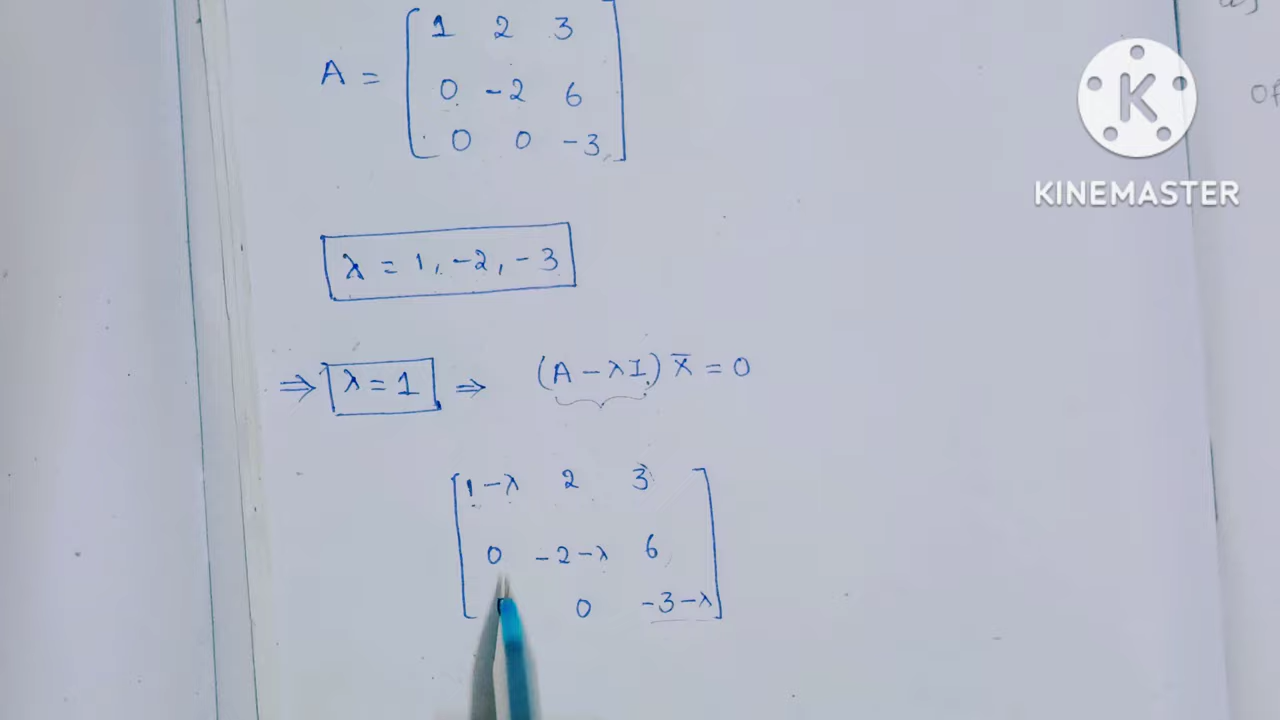 A = [1 2 3
0 -2 6
0 0 -3]
KINEMASTER
λ = 1, -2, -3
⇒ λ = 1 ⇒ (A - λI) x̄ = 0
[1-λ 2 3
0 -2-λ 6
0 -3-λ]